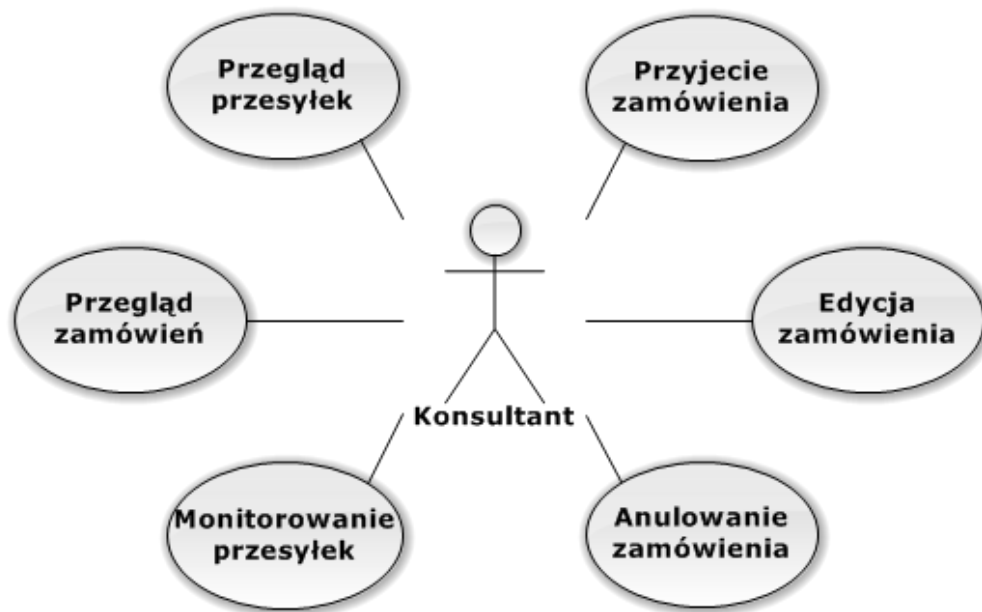 Przegląd
przesyłek
Przyjecie
zamówienia
Przegląd
zamówień
Edycja
zamówienia
Konsultant
Monitorowanie
przesyłek
Anulowanie
zamówienia